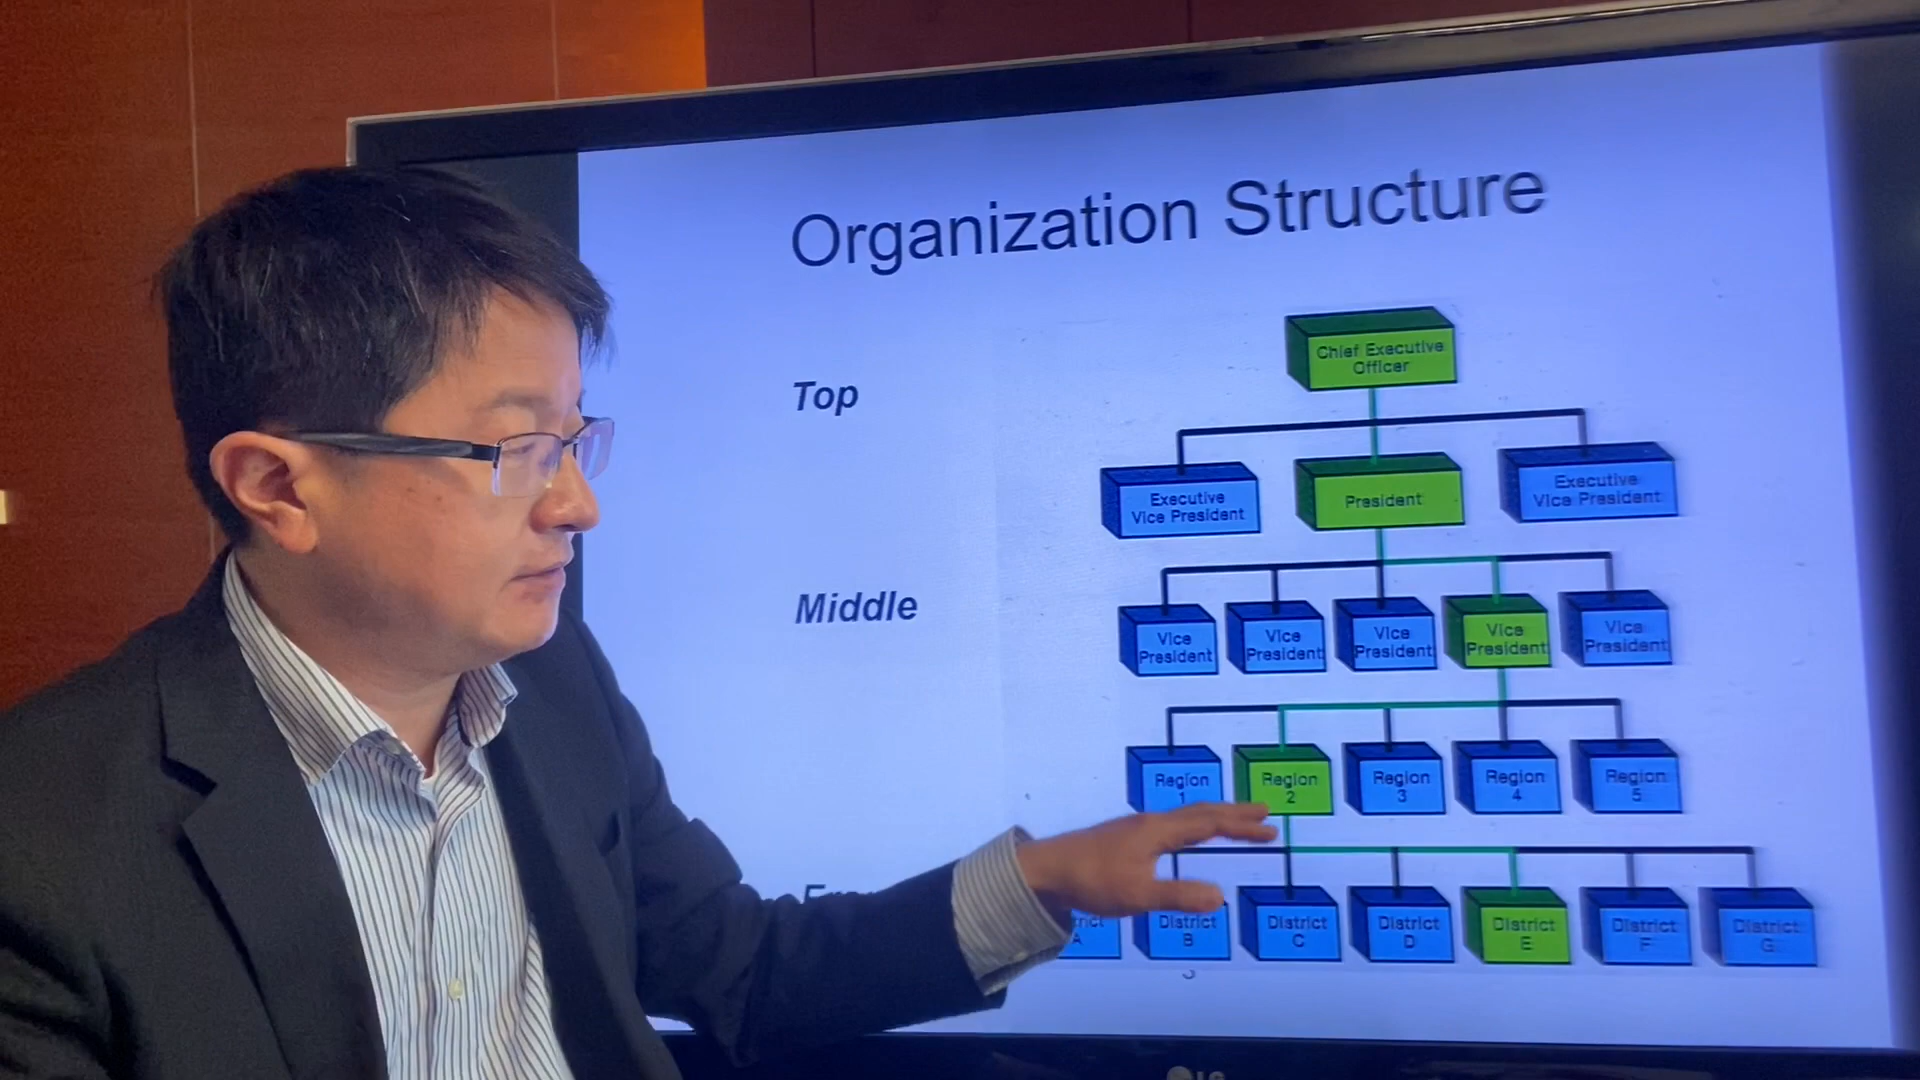 Organization Structure
Top
Chief Executive
Officer
Executive
Vice President
President
Executive
Vice President
Middle
Vice
President
Vice
President
Vice
President
Vice
President
Vice
President
Region
1
Region
2
Region
3
Region
4
Region
5
A
District
B
District
C
District
D
District
E
District
F
District
G
LG